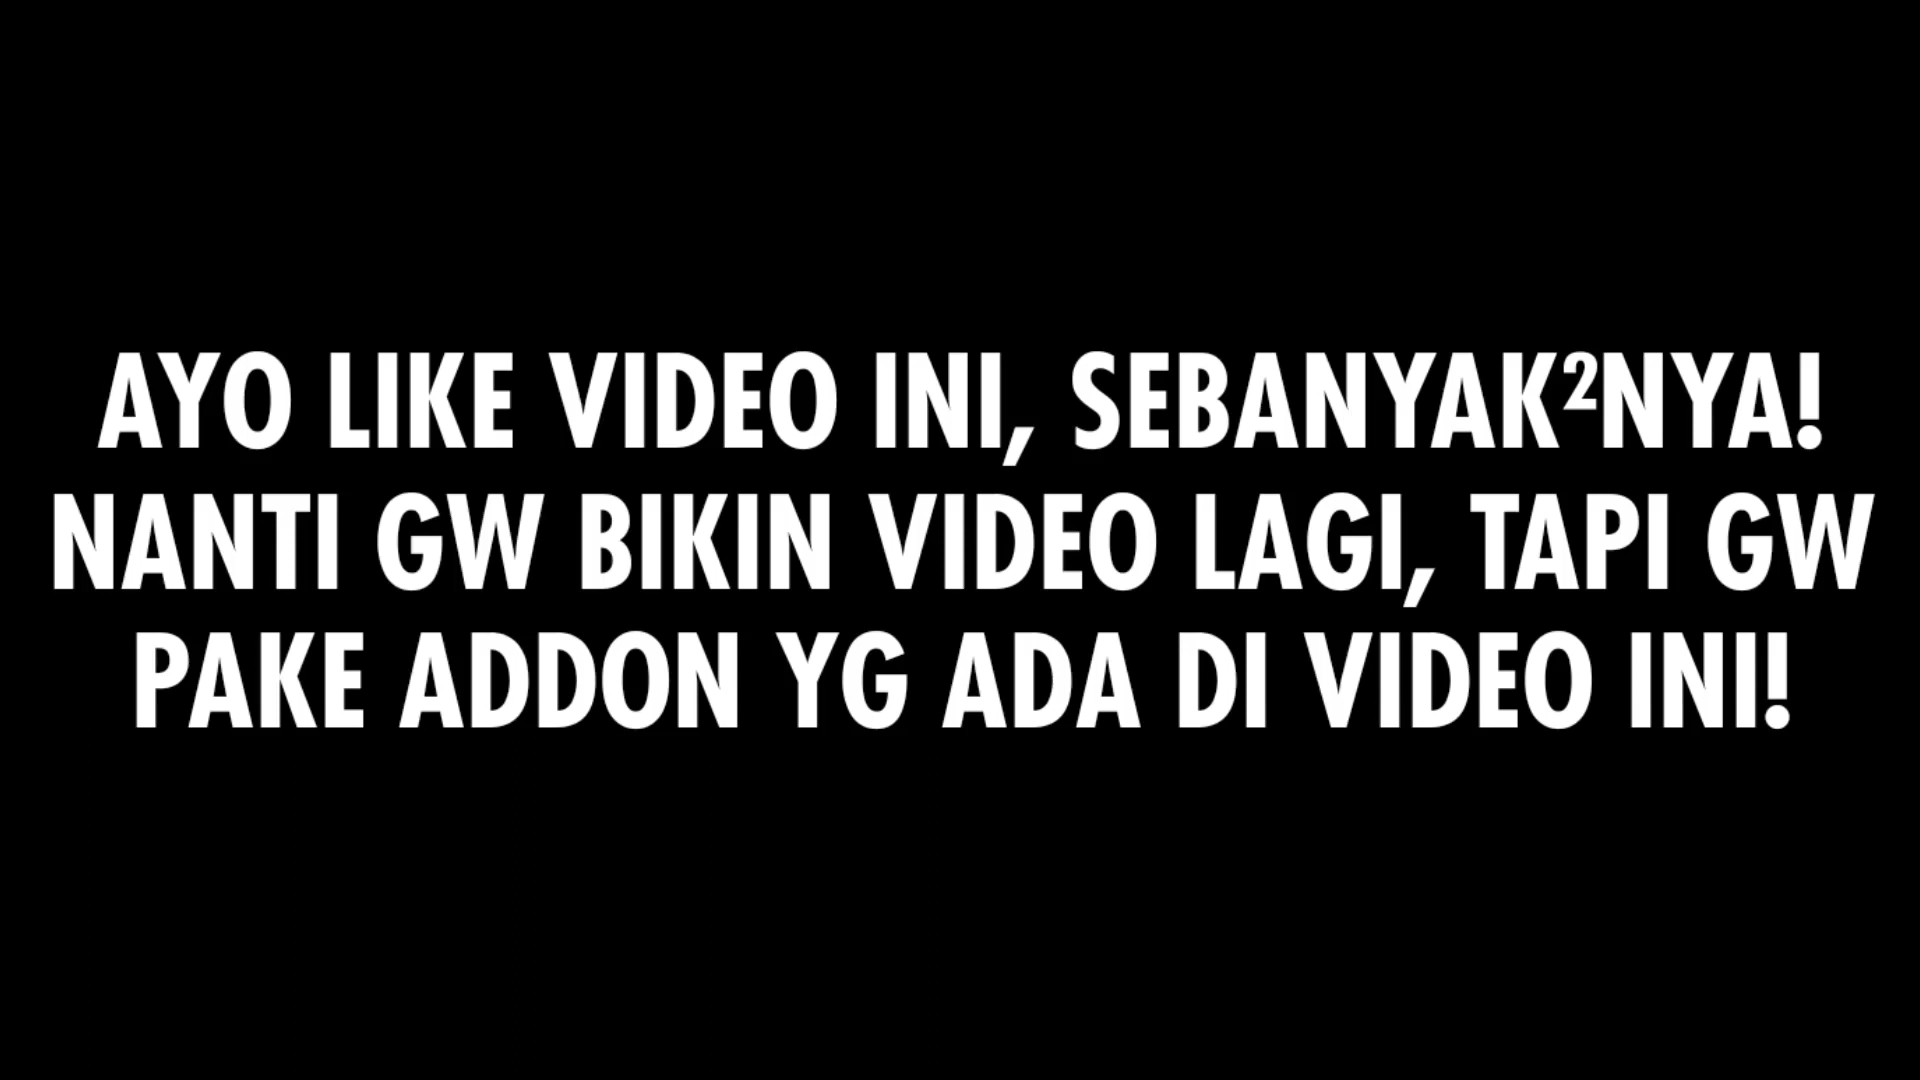 AYO LIKE VIDEO INI, SEBANYAK²NYA!
NANTI GW BIKIN VIDEO LAGI, TAPI GW
PAKE ADDON YG ADA DI VIDEO INI!